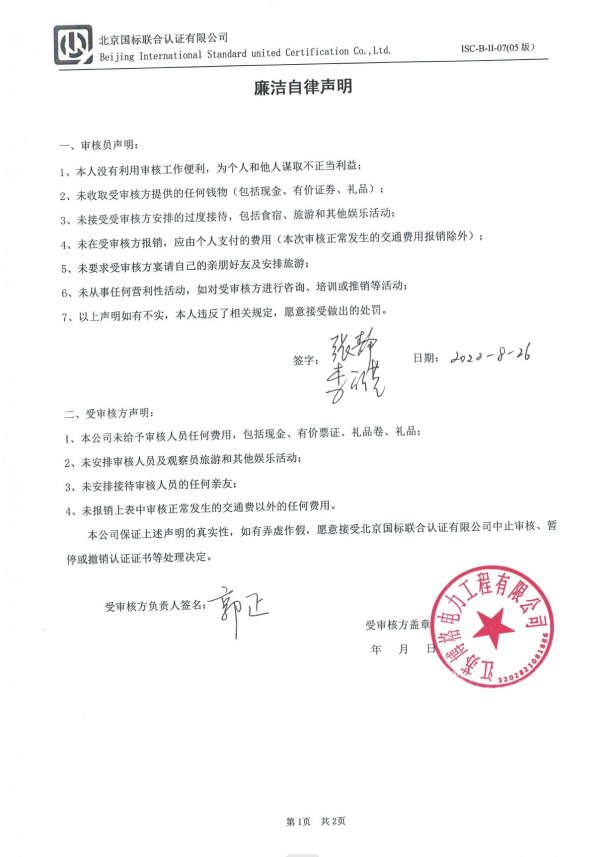 北京国标联合认证有限公司
Beijing International Standard united Certification Co.,Ltd.
ISC-B-II-07(05 版)
廉洁自律声明
一、审核员声明：
1、本人没有利用审核工作便利，为个人和他人谋取不正当利益；
2、未收取受审核方提供的任何钱物（包括现金、有价证券、礼品）；
3、未接受受审核方安排的过度接待，包括食宿、旅游和其他娱乐活动；
4、未在受审核方报销，应由个人支付的费用（本次审核正常发生的交通费用报销除外）；
5、未要求受审核方宴请自己的亲朋好友及安排旅游；
6、未从事任何营利性活动，如对受审核方进行咨询、培训或推销等活动；
7、以上声明如有不实，本人违反了相关规定，愿意接受做出的处罚。
签字：张静 日期：2022-8-26
二、受审核方声明：
1、本公司未给予审核人员任何费用，包括现金、有价票证、礼品卷、礼品；
2、未安排审核人员及观察员旅游和其他娱乐活动；
3、未安排接待审核人员的任何亲友；
4、未报销上表中审核正常发生的交通费以外的任何费用。
本公司保证上述声明的真实性，如有弄虚作假，愿意接受北京国标联合认证有限公司中止审核、暂
停或撤销认证证书等处理决定。
受审核方负责人签名：郭正
受审核方盖章
年 月 日
江苏博格电力工程有限公司
3202821081886
第1页 共2页